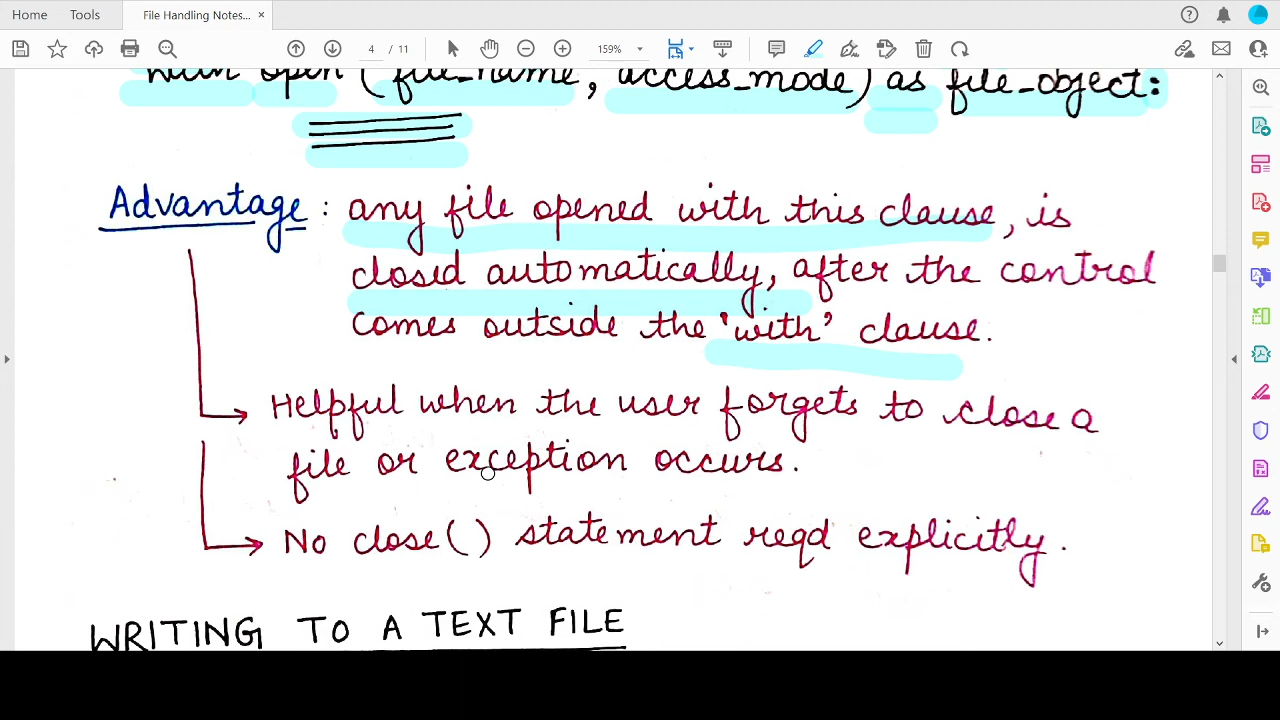 Home Tools File Handling Notes... ×
4 / 11 159%
with open (file_name, access_mode) as file_object:
Advantage : any file opened with this clause, is
closed automatically, after the control
comes outside the 'with' clause.
Helpful when the user forgets to close a
file or exception occurs.
No close() statement reqd explicitly.
WRITING TO A TEXT FILE